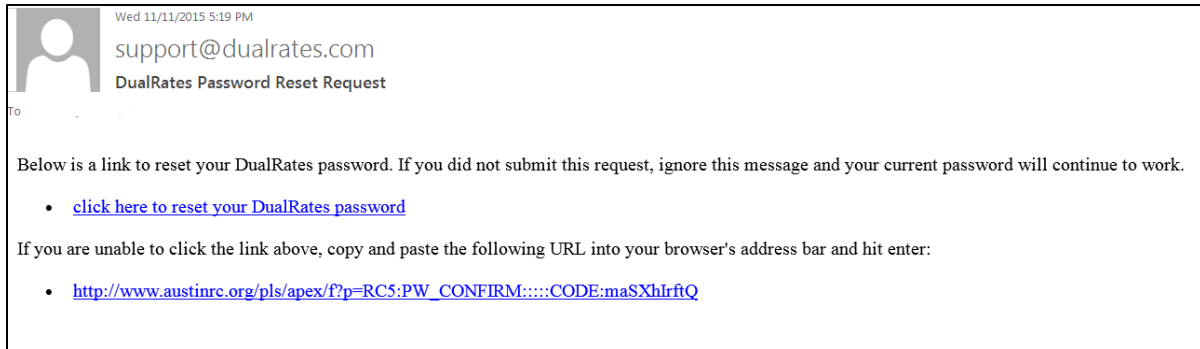 Wed 11/11/2015 5:19 PM
support@dualrates.com
DualRates Password Reset Request
To
Below is a link to reset your DualRates password. If you did not submit this request, ignore this message and your current password will continue to work.
• click here to reset your DualRates password
If you are unable to click the link above, copy and paste the following URL into your browser's address bar and hit enter:
• http://www.austinrc.org/pls/apex/f?p=RC5:PW_CONFIRM:::::CODE:maSXhIrftQ